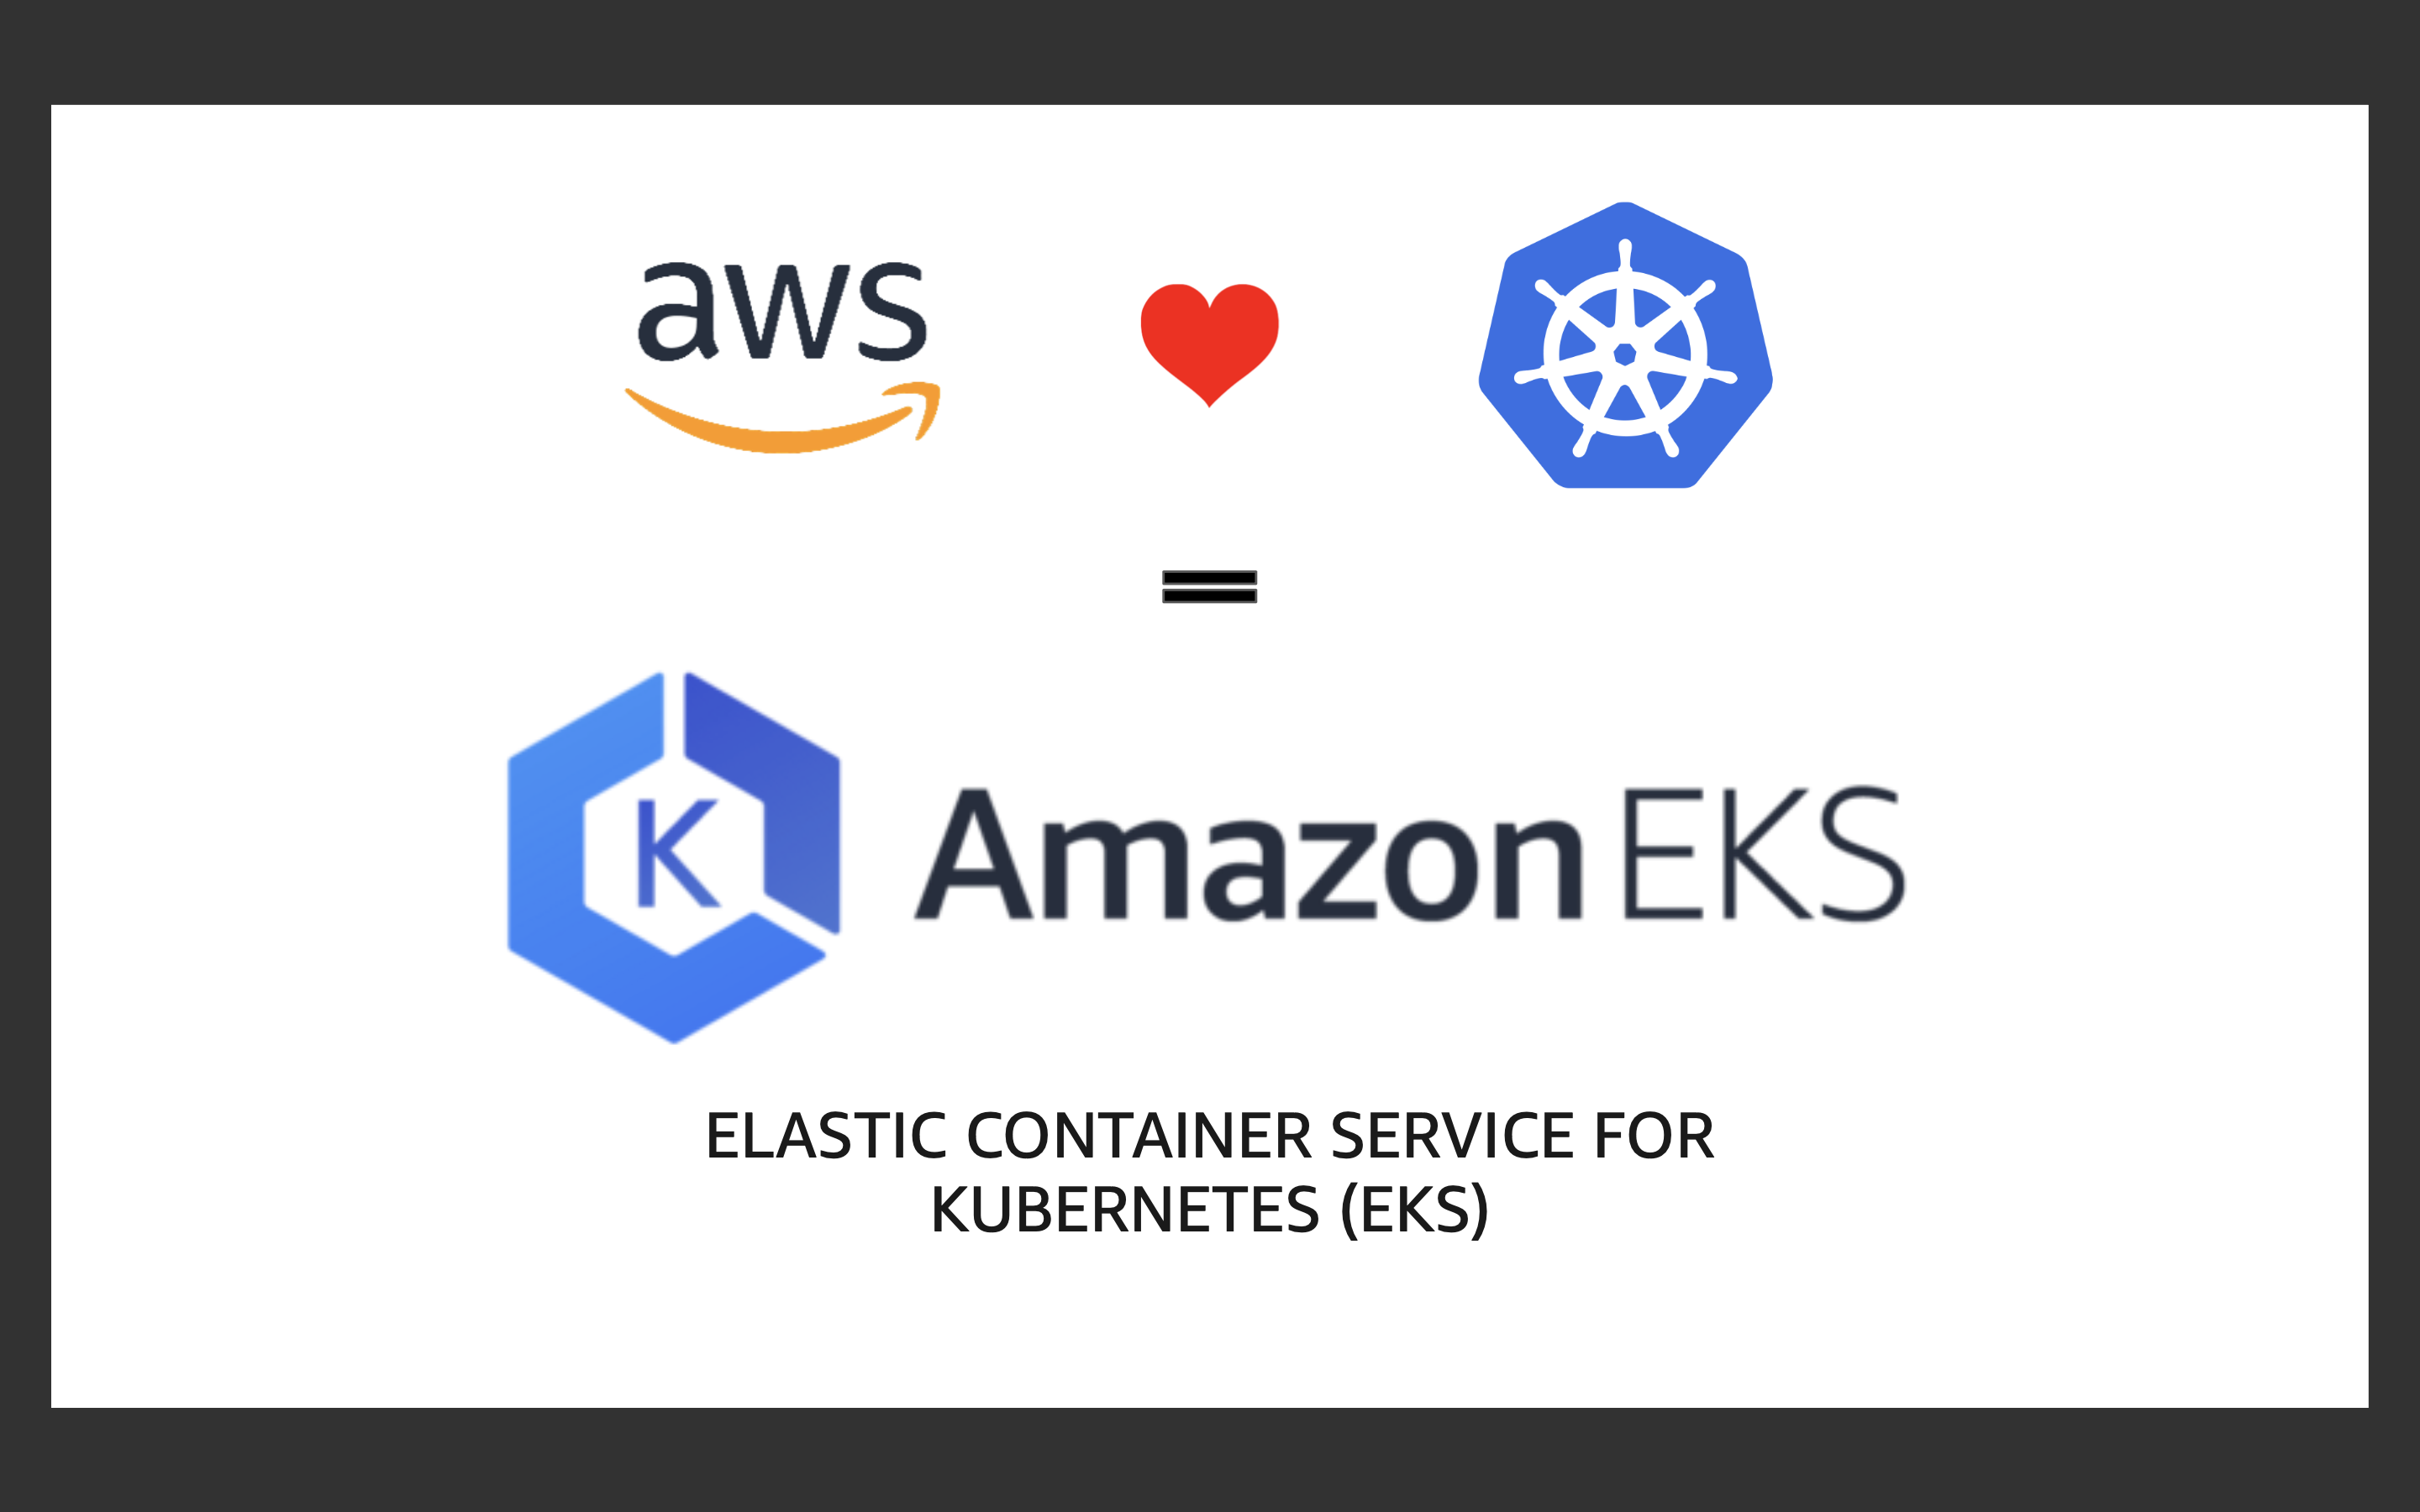 aws
=
K
Amazon EKS
ELASTIC CONTAINER SERVICE FOR
KUBERNETES (EKS)